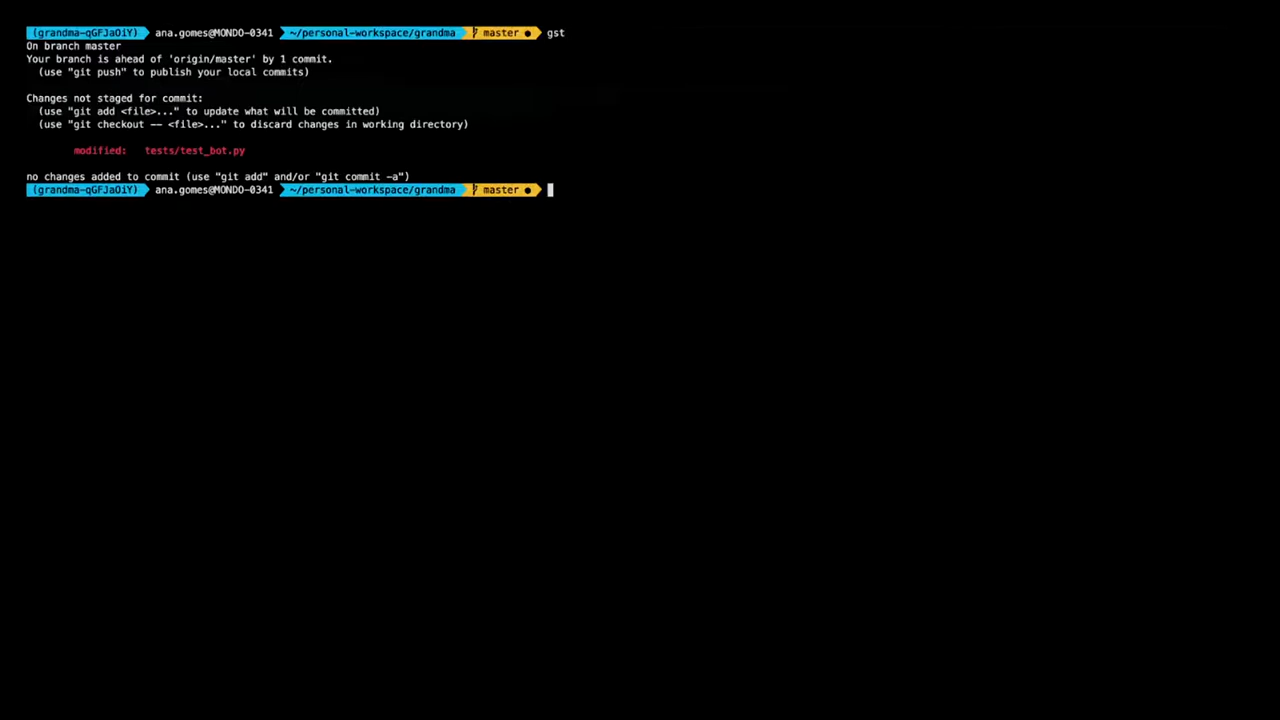 (grandma-qGFJaOiY) ana.gomes@MONDO-0341 ~/personal-workspace/grandma master ● gst
On branch master
Your branch is ahead of 'origin/master' by 1 commit.
(use "git push" to publish your local commits)
Changes not staged for commit:
(use "git add <file>..." to update what will be committed)
(use "git checkout -- <file>..." to discard changes in working directory)
modified: tests/test_bot.py
no changes added to commit (use "git add" and/or "git commit -a")
(grandma-qGFJaOiY) ana.gomes@MONDO-0341 ~/personal-workspace/grandma master ●